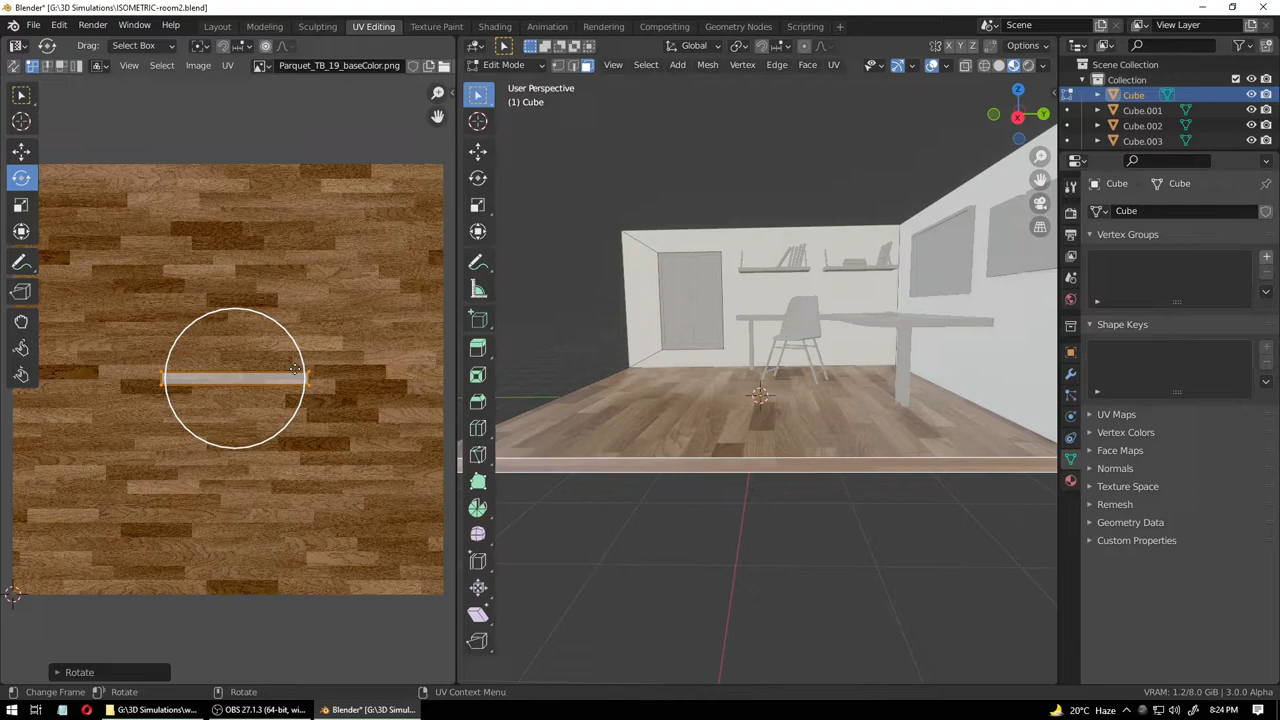 Blender* [G:\3D Simulations\ISOMETRIC-room2.blend]
File Edit Render Window Help Layout Modeling Sculpting UV Editing Texture Paint Shading Animation Rendering Compositing Geometry Nodes Scripting + Scene View Layer
Drag: Select Box Global X Y Z Options
View Select Image UV Parquet_TB_19_baseColor.png Edit Mode View Select Add Mesh Vertex Edge Face UV
Scene Collection
Collection
Cube
Cube.001
Cube.002
Cube.003
User Perspective
(1) Cube
Z
X
Y
Cube Cube
Cube
Vertex Groups
Shape Keys
UV Maps
Vertex Colors
Face Maps
Normals
Texture Space
Remesh
Geometry Data
Custom Properties
Rotate
Change Frame Rotate Rotate UV Context Menu VRAM: 1.2/8.0 GiB | 3.0.0 Alpha
G:\3D Simulations\w... OBS 27.1.3 (64-bit, wi... Blender* [G:\3D Simul... 20°C Haze 8:24 PM